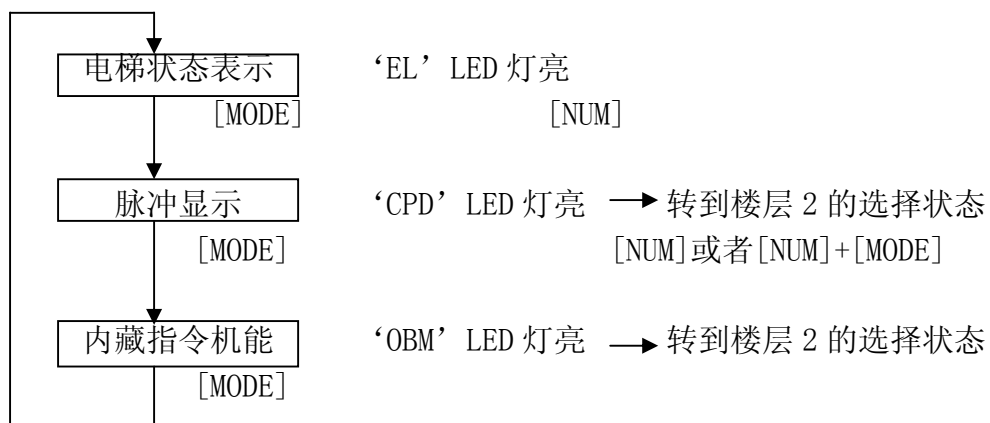 电梯状态表示 ‘EL’ LED 灯亮
[MODE] [NUM]
脉冲显示 ‘CPD’ LED 灯亮 转到楼层 2 的选择状态
[MODE] [NUM]或者[NUM]+[MODE]
内藏指令机能 ‘OBM’ LED 灯亮 转到楼层 2 的选择状态
[MODE]